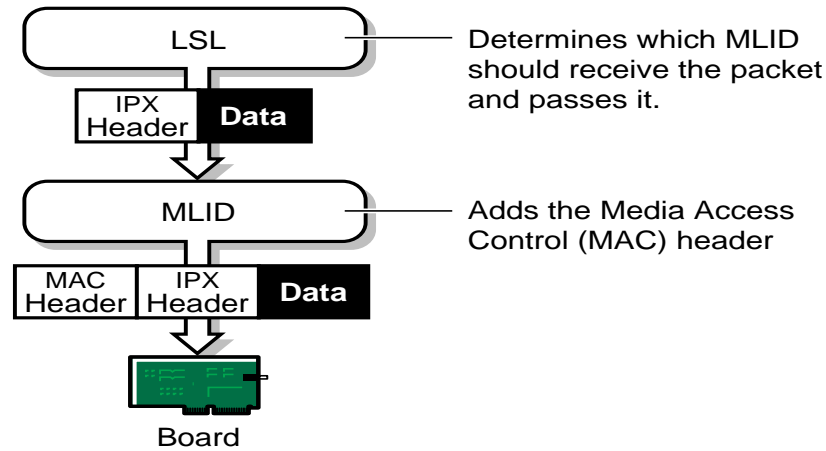 LSL
Determines which MLID
should receive the packet
and passes it.
IPX
Header
Data
MLID
Adds the Media Access
Control (MAC) header
MAC
Header
IPX
Header
Data
Board